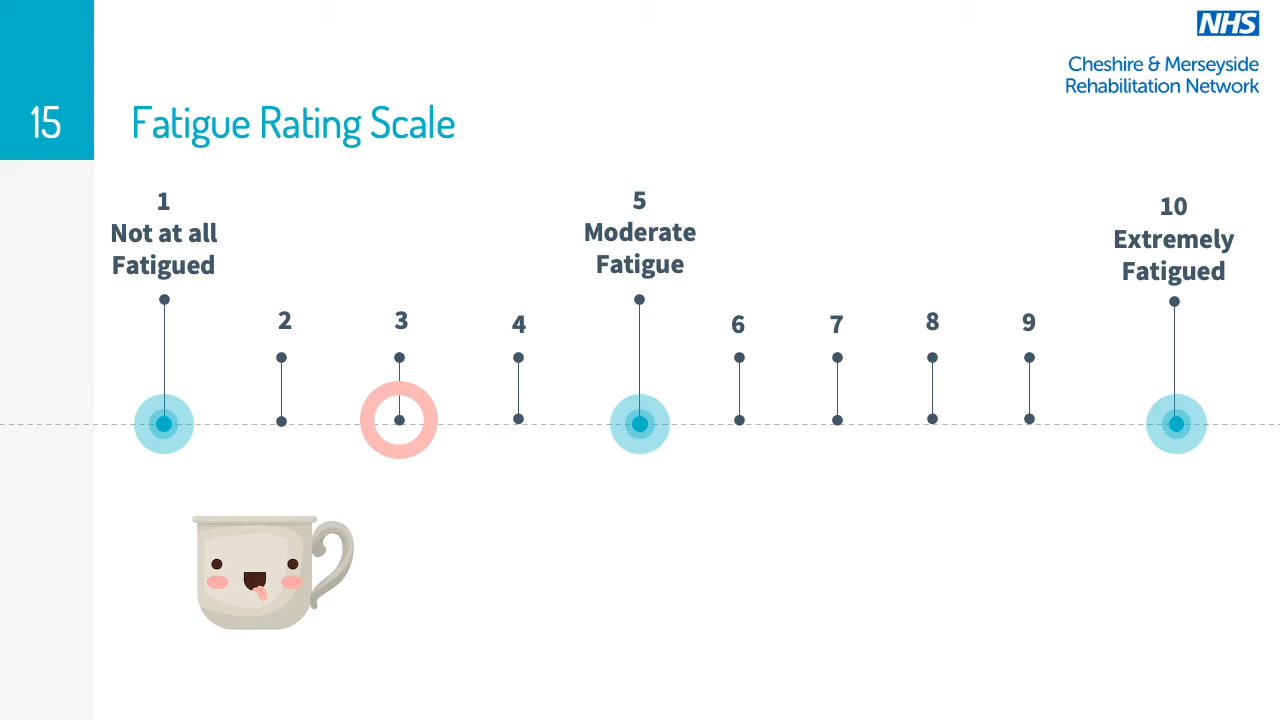 NHS
Cheshire & Merseyside
Rehabilitation Network
15
Fatigue Rating Scale
1
Not at all
Fatigued
2
3
4
5
Moderate
Fatigue
6
7
8
9
10
Extremely
Fatigued